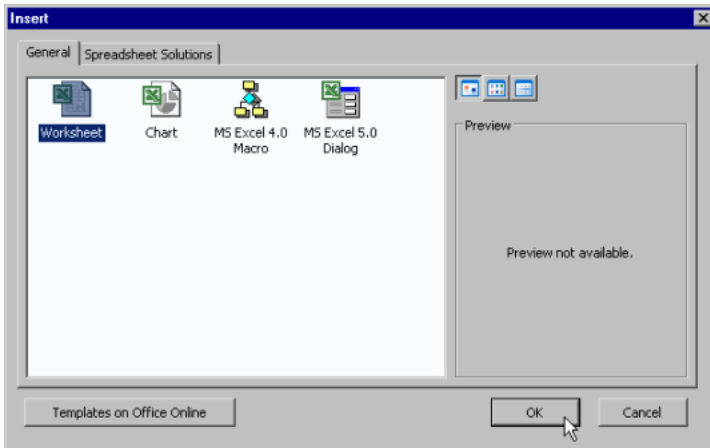 Insert
General
Spreadsheet Solutions
Worksheet
Chart
MS Excel 4.0
Macro
MS Excel 5.0
Dialog
Preview
Preview not available.
Templates on Office Online
OK
Cancel